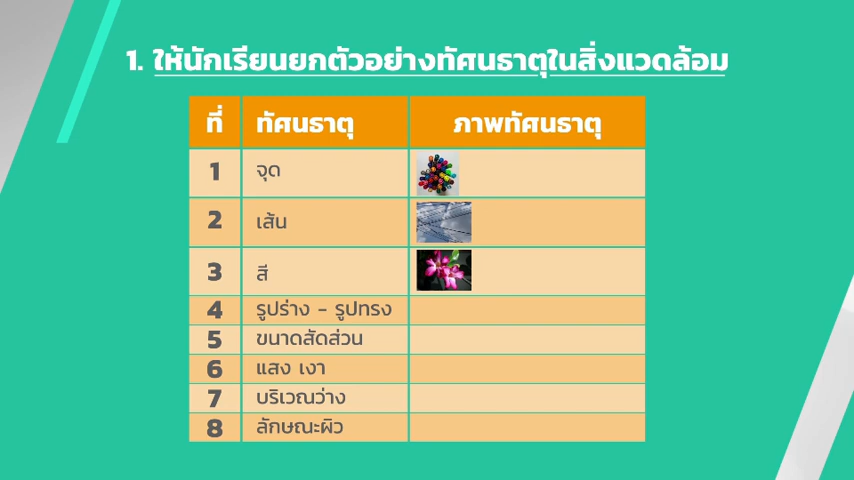 1. ให้นักเรียนยกตัวอย่างทัศนธาตุในสิ่งแวดล้อม
ที่ ทัศนธาตุ ภาพทัศนธาตุ
1 จุด
2 เส้น
3 สี
4 รูปร่าง - รูปทรง
5 ขนาดสัดส่วน
6 แสง เงา
7 บริเวณว่าง
8 ลักษณะผิว